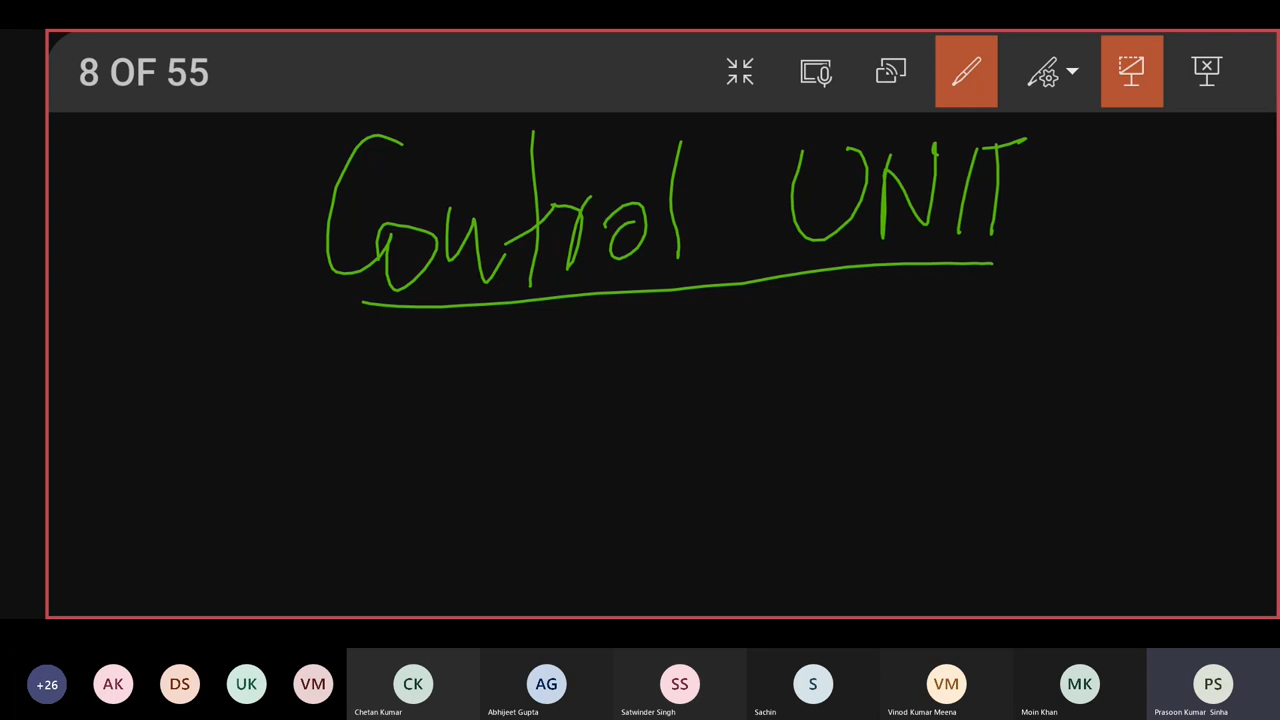 8 OF 55
Control UNIT
+26 AK DS UK VM CK AG SS S VM MK PS
Chetan Kumar Abhijeet Gupta Satwinder Singh Sachin Vinod Kumar Meena Moin Khan Prasoon Kumar Sinha